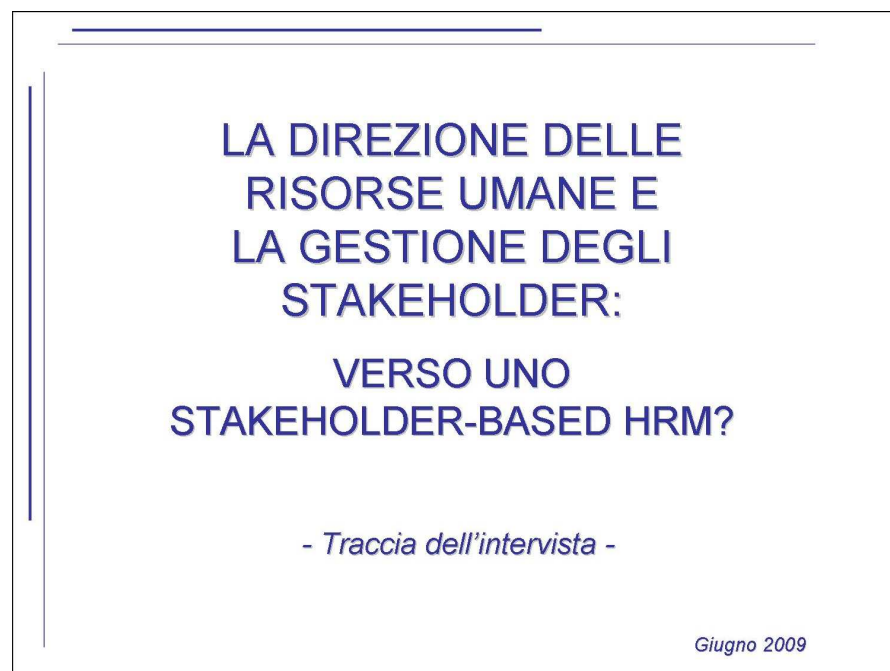 LA DIREZIONE DELLE
RISORSE UMANE E
LA GESTIONE DEGLI
STAKEHOLDER:
VERSO UNO
STAKEHOLDER-BASED HRM?
- Traccia dell'intervista -
Giugno 2009